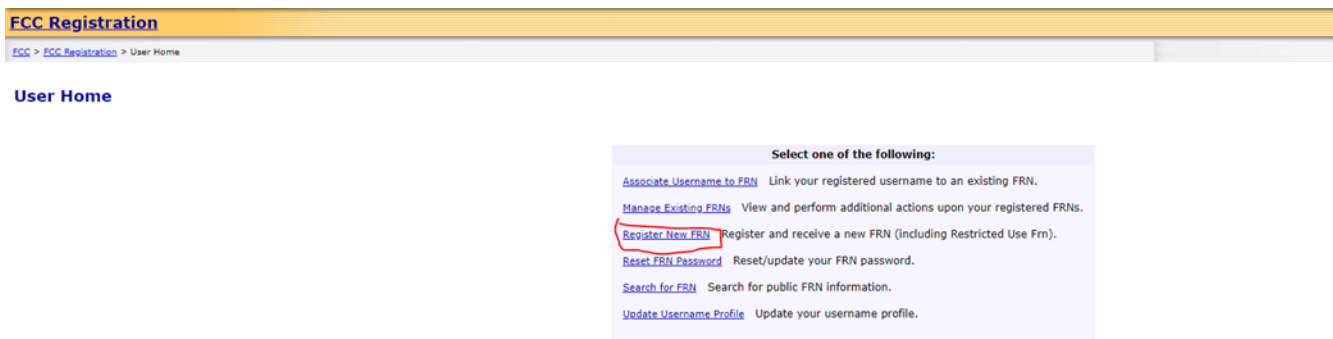 FCC Registration
FCC > FCC Registration > User Home
User Home
Select one of the following:
Associate Username to FRN Link your registered username to an existing FRN.
Manage Existing FRNs View and perform additional actions upon your registered FRNs.
Register New FRN Register and receive a new FRN (including Restricted Use Frn).
Reset FRN Password Reset/update your FRN password.
Search for FRN Search for public FRN information.
Update Username Profile Update your username profile.